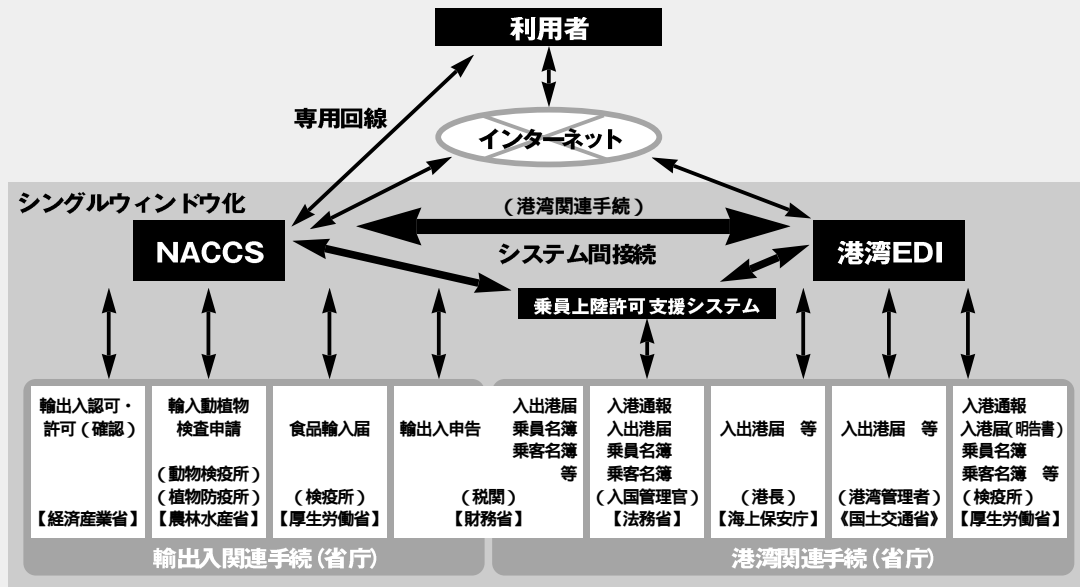 利用者
専用回線
インターネット
シングルウィンドウ化
（港湾関連手続）
NACCS
システム間接続
港湾EDI
乗員上陸許可支援システム
輸出入認可・
許可（確認）
【経済産業省】
輸入動植物
検査申請
（動物検疫所）
（植物防疫所）
【農林水産省】
食品輸入届
（検疫所）
【厚生労働省】
輸出入申告
入出港届
乗員名簿
乗客名簿
等
（税関）
【財務省】
入港通報
入出港届
乗員名簿
乗客名簿
（入国管理官）
【法務省】
入出港届　等
（港長）
【海上保安庁】
入出港届　等
（港湾管理者）
《国土交通省》
入港通報
入港届（明告書）
乗員名簿
乗客名簿　等
（検疫所）
【厚生労働省】
輸出入関連手続（省庁）
港湾関連手続（省庁）